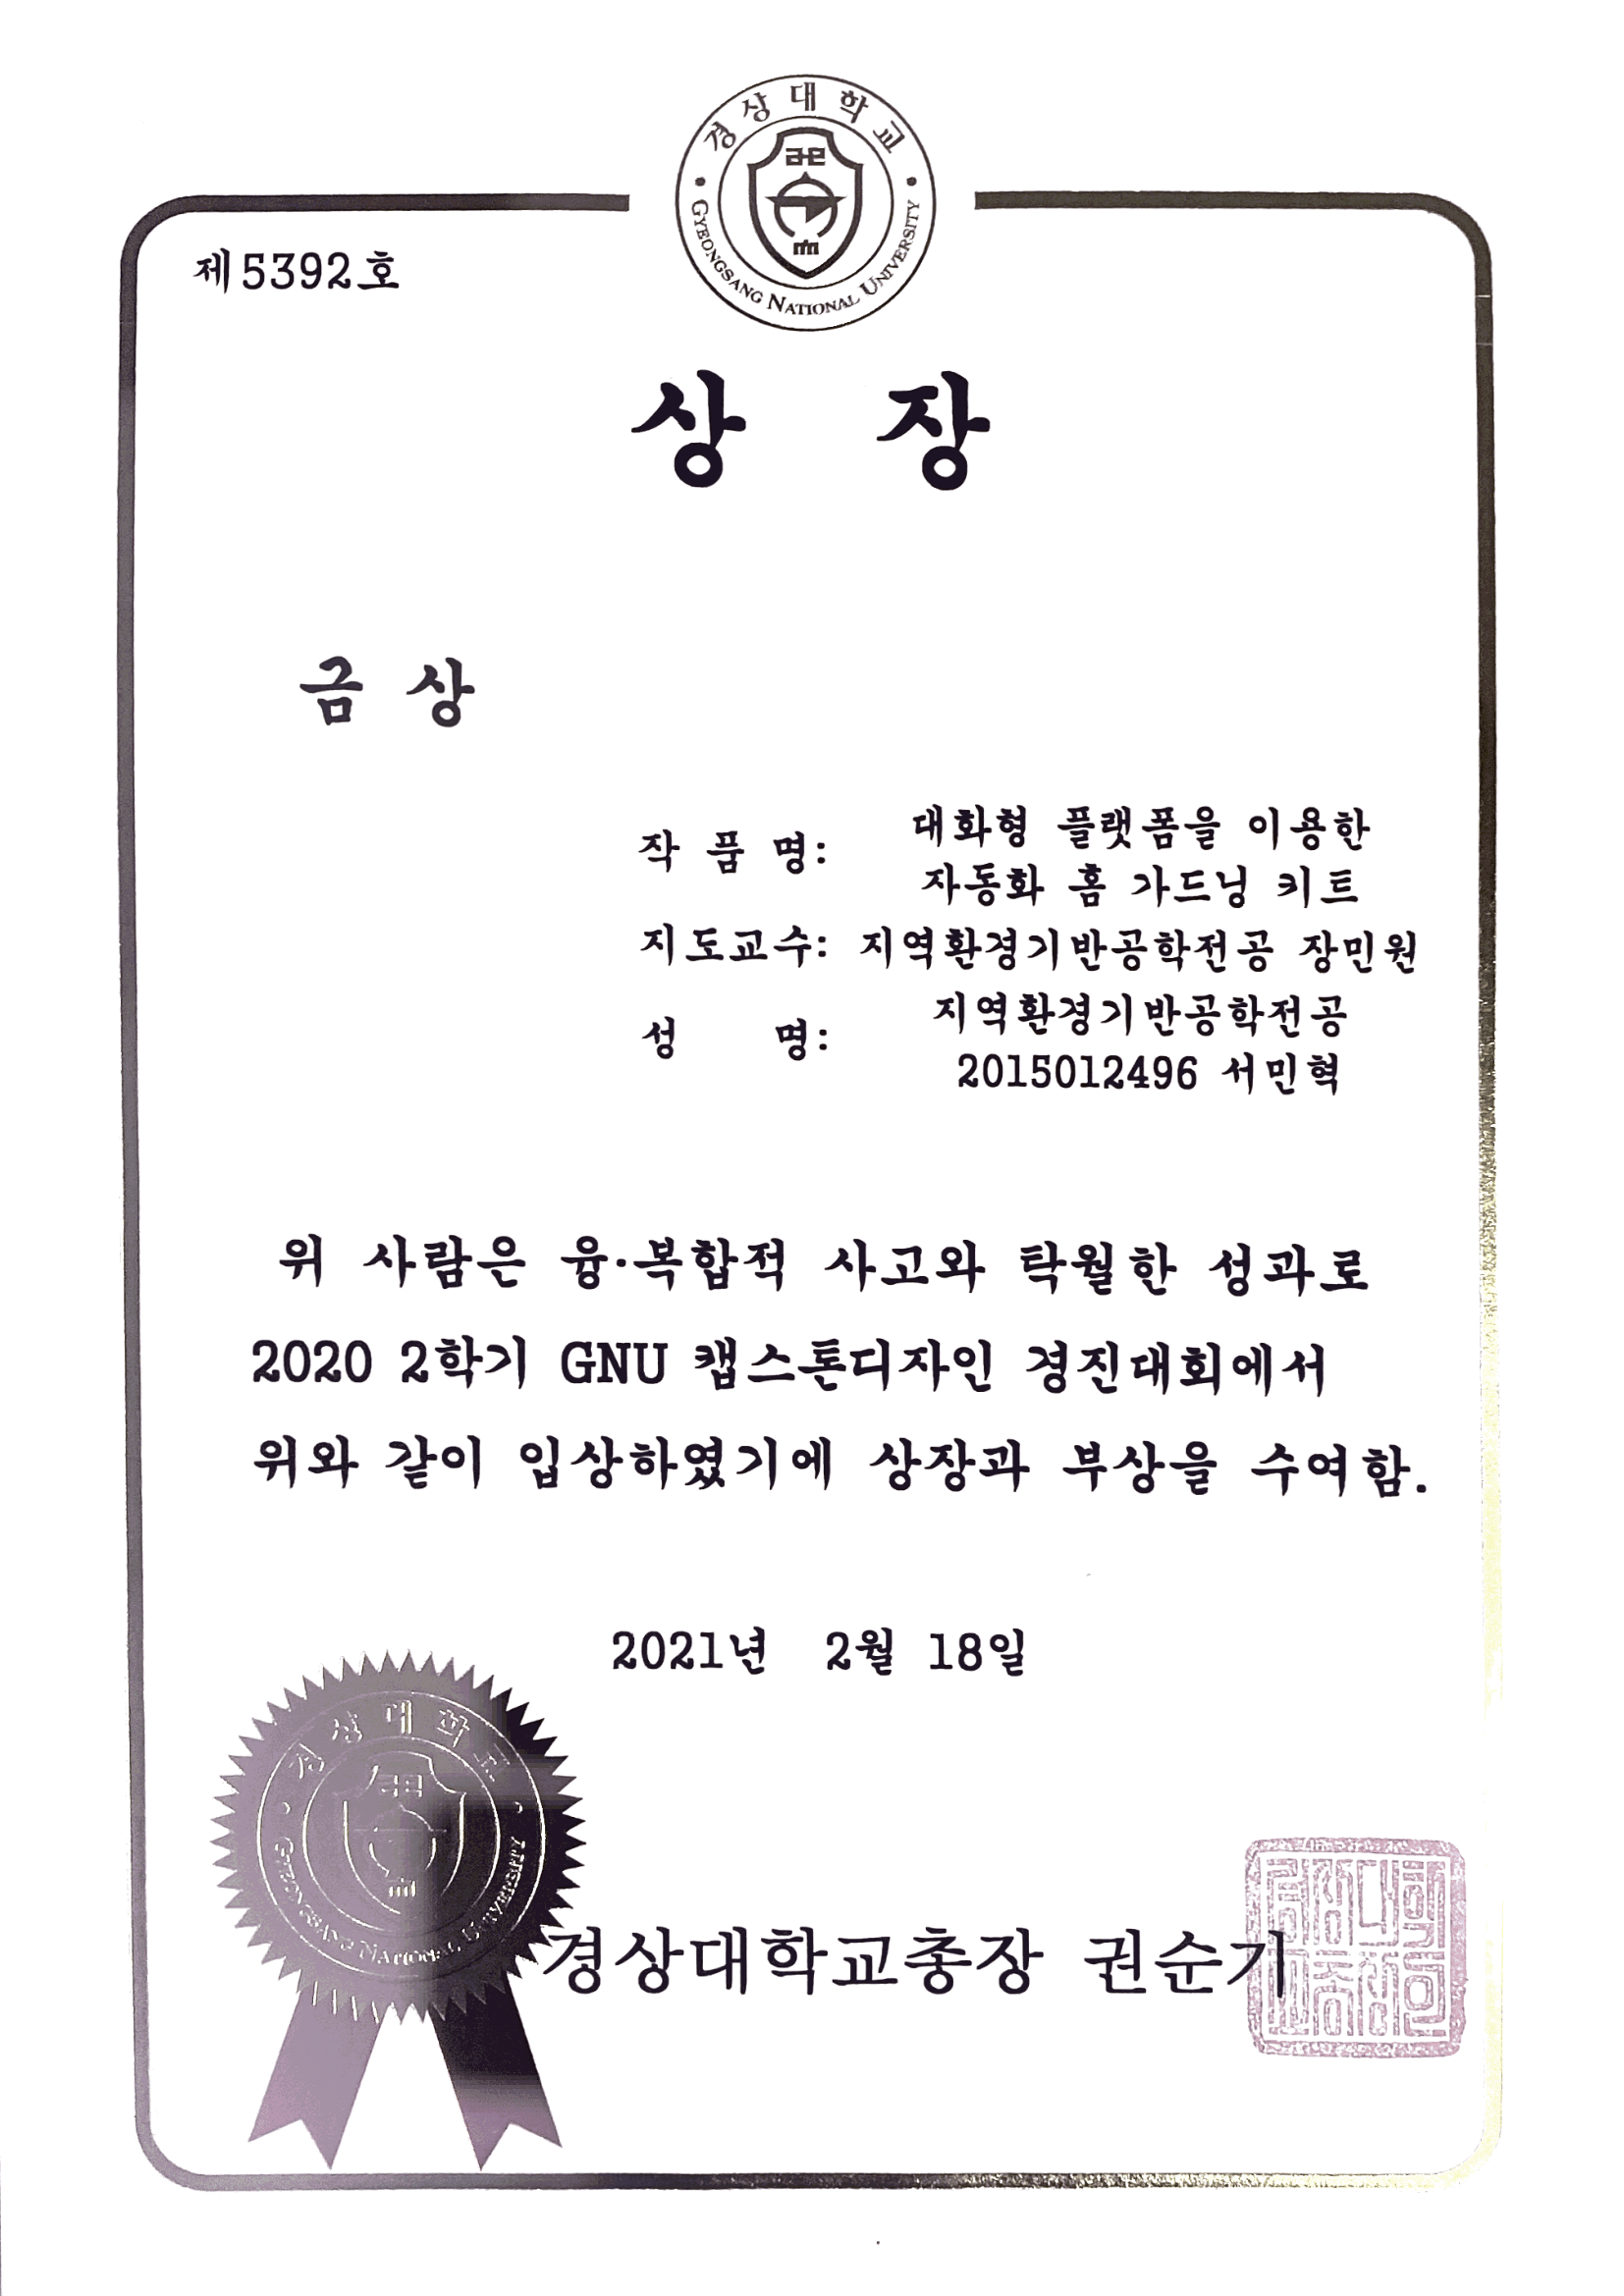 경상대학교
GYEONGSANG NATIONAL UNIVERSITY
제5392호
상 장
금 상
작 품 명: 대화형 플랫폼을 이용한
자동화 홈 가드닝 키트
지도교수: 지역환경기반공학전공 장민원
성 명: 지역환경기반공학전공
2015012496 서민혁
위 사람은 융·복합적 사고와 탁월한 성과로
2020 2학기 GNU 캡스톤디자인 경진대회에서
위와 같이 입상하였기에 상장과 부상을 수여함.
2021년 2월 18일
경상대학교
GYEONGSANG NATIONAL UNIVERSITY
경상대학교총장 권순기